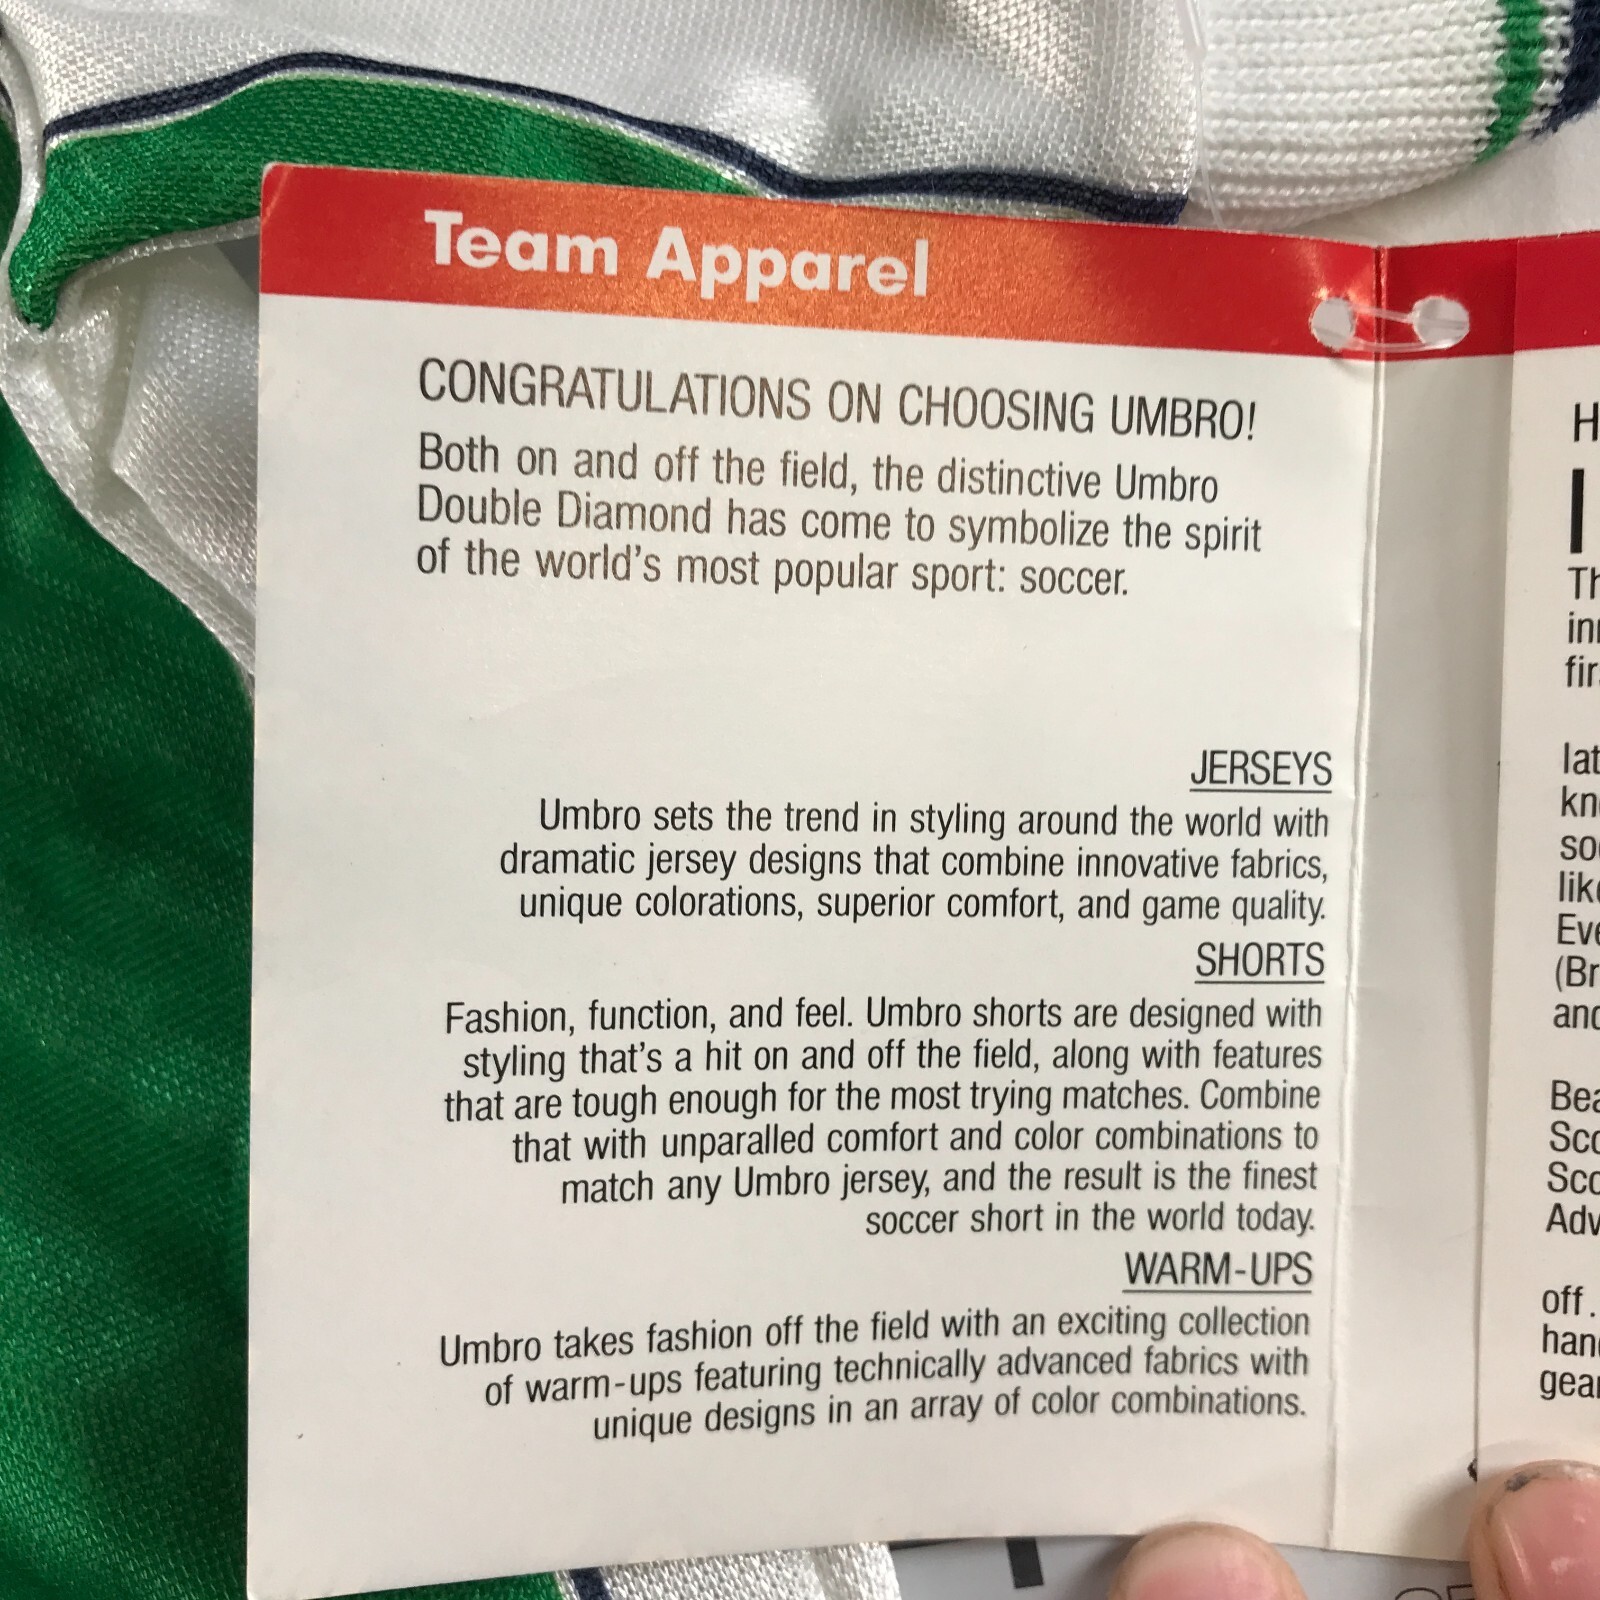 Team Apparel
CONGRATULATIONS ON CHOOSING UMBRO!
Both on and off the field, the distinctive Umbro
Double Diamond has come to symbolize the spirit
of the world's most popular sport: soccer.
JERSEYS
Umbro sets the trend in styling around the world with
dramatic jersey designs that combine innovative fabrics,
unique colorations, superior comfort, and game quality.
SHORTS
Fashion, function, and feel. Umbro shorts are designed with
styling that's a hit on and off the field, along with features
that are tough enough for the most trying matches. Combine
that with unparalled comfort and color combinations to
match any Umbro jersey, and the result is the finest
soccer short in the world today.
WARM-UPS
Umbro takes fashion off the field with an exciting collection
of warm-ups featuring technically advanced fabrics with
unique designs in an array of color combinations.
off.